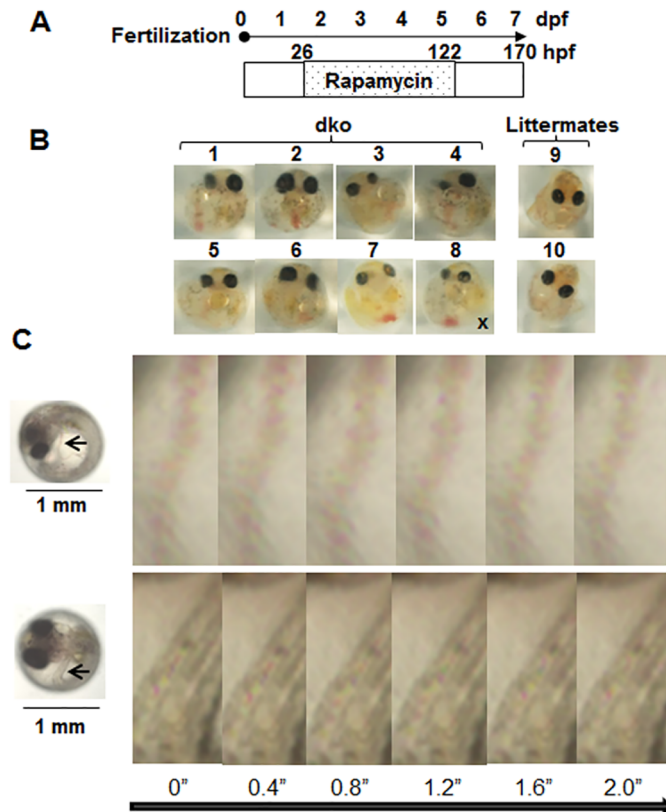 A
0 1 2 3 4 5 6 7 dpf
Fertilization
26 122 170 hpf
Rapamycin
B
dko Littermates
1 2 3 4 9
5 6 7 8 10
x
C
1 mm
1 mm
0” 0.4” 0.8” 1.2” 1.6” 2.0”